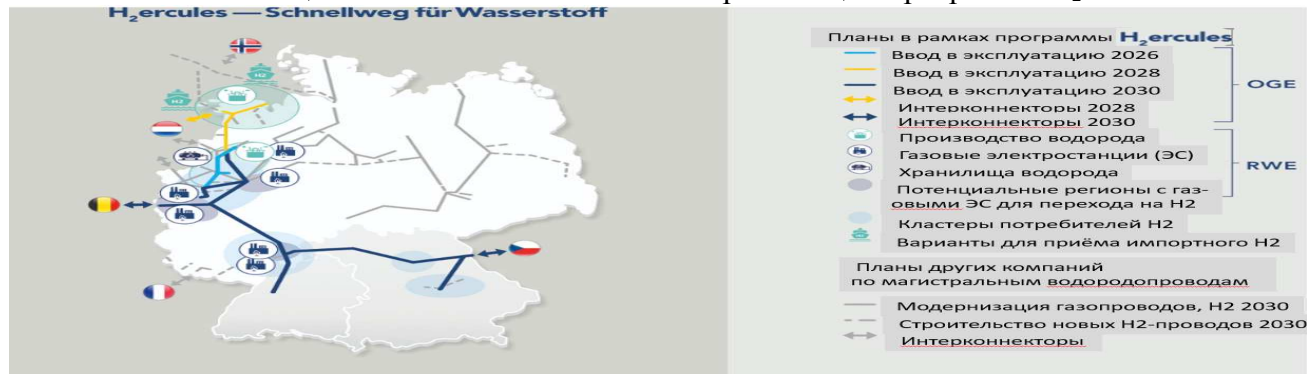 H₂ercules — Schnellweg für Wasserstoff
H2
H2
Планы в рамках программы H₂ercules
Ввод в эксплуатацию 2026
Ввод в эксплуатацию 2028
Ввод в эксплуатацию 2030
Интерконнекторы 2028
Интерконнекторы 2030
OGE
Производство водорода
Газовые электростанции (ЭС)
Хранилища водорода
Потенциальные регионы с газ-
овыми ЭС для перехода на Н2
RWE
Кластеры потребителей Н2
Варианты для приёма импортного Н2
Планы других компаний
по магистральным водородопроводам
Модернизация газопроводов, Н2 2030
Строительство новых Н2-проводов 2030
Интерконнекторы